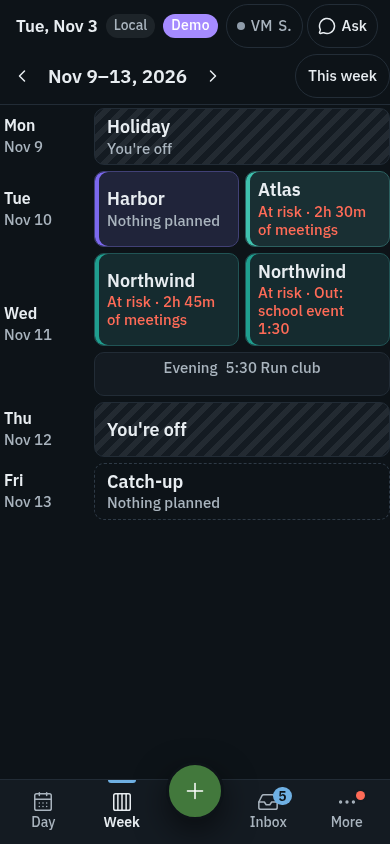 Tue, Nov 3 Local Demo VM S. Ask
Nov 9–13, 2026 This week
Mon
Nov 9
Holiday
You're off
Tue
Nov 10
Harbor
Nothing planned
Atlas
At risk · 2h 30m
of meetings
Wed
Nov 11
Northwind
At risk · 2h 45m
of meetings
Northwind
At risk · Out:
school event
1:30
Evening 5:30 Run club
Thu
Nov 12
You're off
Fri
Nov 13
Catch-up
Nothing planned
5
Day Week Inbox More